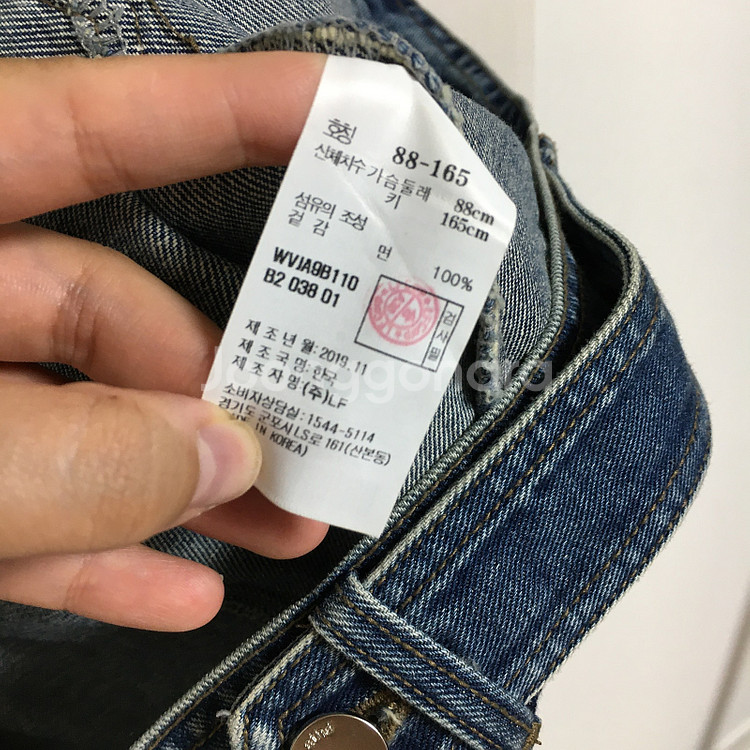 호칭 88-165
신체치수 가슴둘레 88cm
키 165cm
섬유의 조성
겉감 면 100%
WVJA9B110
B2 038 01
검사필
제조년월: 2019.11
제조국명: 한국
제조자명 (주)LF
소비자상담실: 1544-5114
경기도 군포시 LS로 161(산본동)
MADE IN KOREA)
Joonggonara